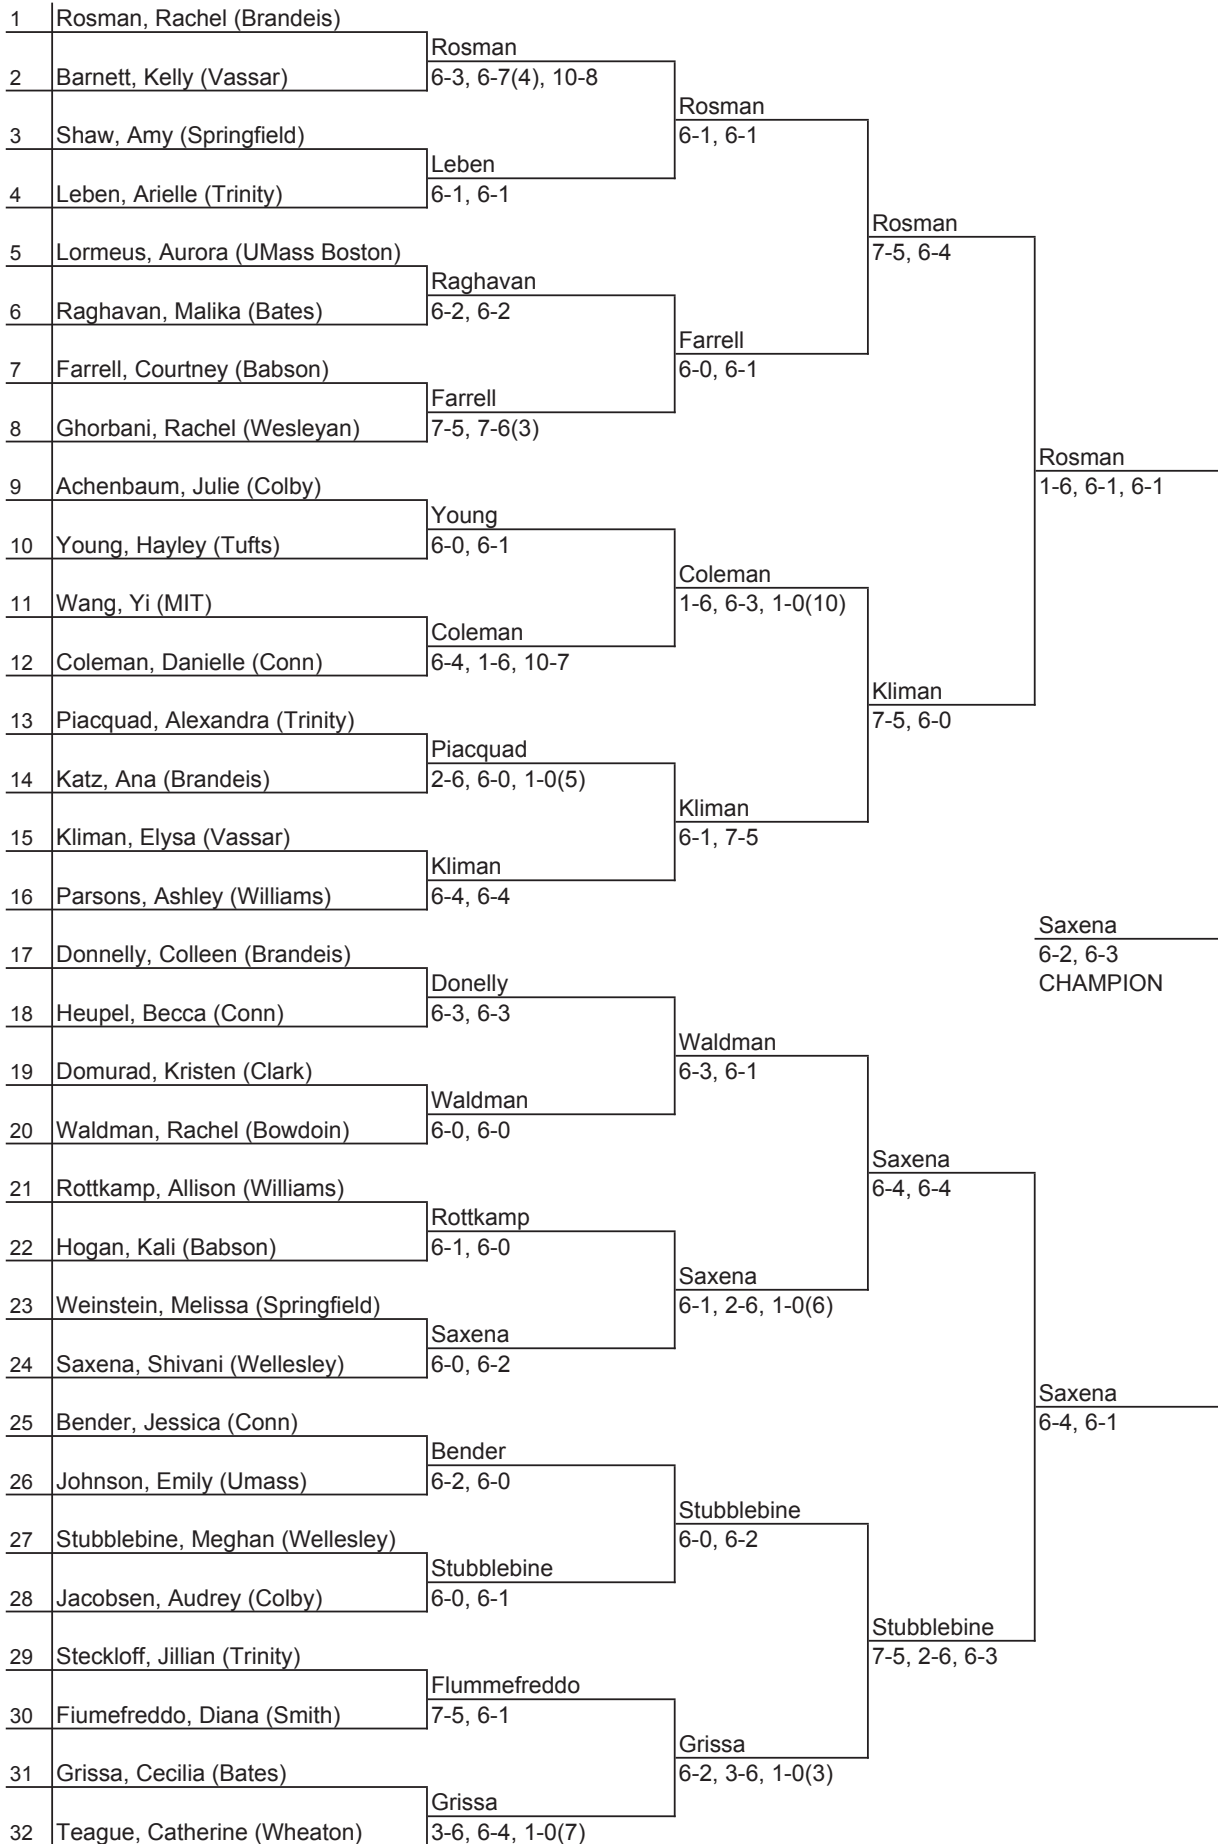 1 Rosman, Rachel (Brandeis)
Rosman
2 Barnett, Kelly (Vassar) 6-3, 6-7(4), 10-8
Rosman
3 Shaw, Amy (Springfield) 6-1, 6-1
Leben
4 Leben, Arielle (Trinity) 6-1, 6-1
Rosman
5 Lormeus, Aurora (UMass Boston) 7-5, 6-4
Raghavan
6 Raghavan, Malika (Bates) 6-2, 6-2
Farrell
7 Farrell, Courtney (Babson) 6-0, 6-1
Farrell
8 Ghorbani, Rachel (Wesleyan) 7-5, 7-6(3)
Rosman
9 Achenbaum, Julie (Colby) 1-6, 6-1, 6-1
Young
10 Young, Hayley (Tufts) 6-0, 6-1
Coleman
11 Wang, Yi (MIT) 1-6, 6-3, 1-0(10)
Coleman
12 Coleman, Danielle (Conn) 6-4, 1-6, 10-7
Kliman
13 Piacquad, Alexandra (Trinity) 7-5, 6-0
Piacquad
14 Katz, Ana (Brandeis) 2-6, 6-0, 1-0(5)
Kliman
15 Kliman, Elysa (Vassar) 6-1, 7-5
Kliman
16 Parsons, Ashley (Williams) 6-4, 6-4
Saxena
17 Donnelly, Colleen (Brandeis) 6-2, 6-3
Donelly CHAMPION
18 Heupel, Becca (Conn) 6-3, 6-3
Waldman
19 Domurad, Kristen (Clark) 6-3, 6-1
Waldman
20 Waldman, Rachel (Bowdoin) 6-0, 6-0
Saxena
21 Rottkamp, Allison (Williams) 6-4, 6-4
Rottkamp
22 Hogan, Kali (Babson) 6-1, 6-0
Saxena
23 Weinstein, Melissa (Springfield) 6-1, 2-6, 1-0(6)
Saxena
24 Saxena, Shivani (Wellesley) 6-0, 6-2
Saxena
25 Bender, Jessica (Conn) 6-4, 6-1
Bender
26 Johnson, Emily (Umass) 6-2, 6-0
Stubblebine
27 Stubblebine, Meghan (Wellesley) 6-0, 6-2
Stubblebine
28 Jacobsen, Audrey (Colby) 6-0, 6-1
Stubblebine
29 Steckloff, Jillian (Trinity) 7-5, 2-6, 6-3
Flummefreddo
30 Fiumefreddo, Diana (Smith) 7-5, 6-1
Grissa
31 Grissa, Cecilia (Bates) 6-2, 3-6, 1-0(3)
Grissa
32 Teague, Catherine (Wheaton) 3-6, 6-4, 1-0(7)